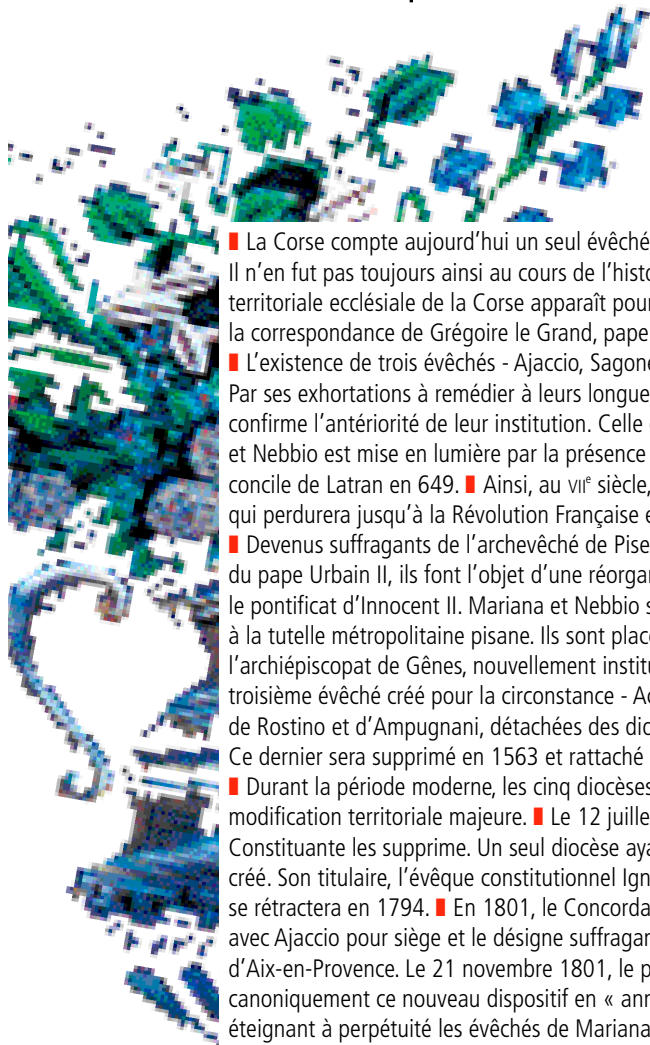 ■ La Corse compte aujourd'hui un seul évêché
Il n'en fut pas toujours ainsi au cours de l'histo
territoriale ecclésiale de la Corse apparaît pour
la correspondance de Grégoire le Grand, pape
■ L'existence de trois évêchés - Ajaccio, Sagone
Par ses exhortations à remédier à leurs longue
confirme l'antériorité de leur institution. Celle
et Nebbio est mise en lumière par la présence
concile de Latran en 649. ■ Ainsi, au VIIe siècle,
qui perdurera jusqu'à la Révolution Française e
■ Devenus suffragants de l'archevêché de Pise
du pape Urbain II, ils font l'objet d'une réorgan
le pontificat d'Innocent II. Mariana et Nebbio s
à la tutelle métropolitaine pisane. Ils sont placé
l'archiépiscopat de Gênes, nouvellement institu
troisième évêché créé pour la circonstance - Ac
de Rostino et d'Ampugnani, détachées des dio
Ce dernier sera supprimé en 1563 et rattaché
■ Durant la période moderne, les cinq diocèses
modification territoriale majeure. ■ Le 12 juille
Constituante les supprime. Un seul diocèse aya
créé. Son titulaire, l'évêque constitutionnel Ign
se rétractera en 1794. ■ En 1801, le Concorda
avec Ajaccio pour siège et le désigne suffragan
d'Aix-en-Provence. Le 21 novembre 1801, le p
canoniquement ce nouveau dispositif en « ann
éteignant à perpétuité les évêchés de Mariana